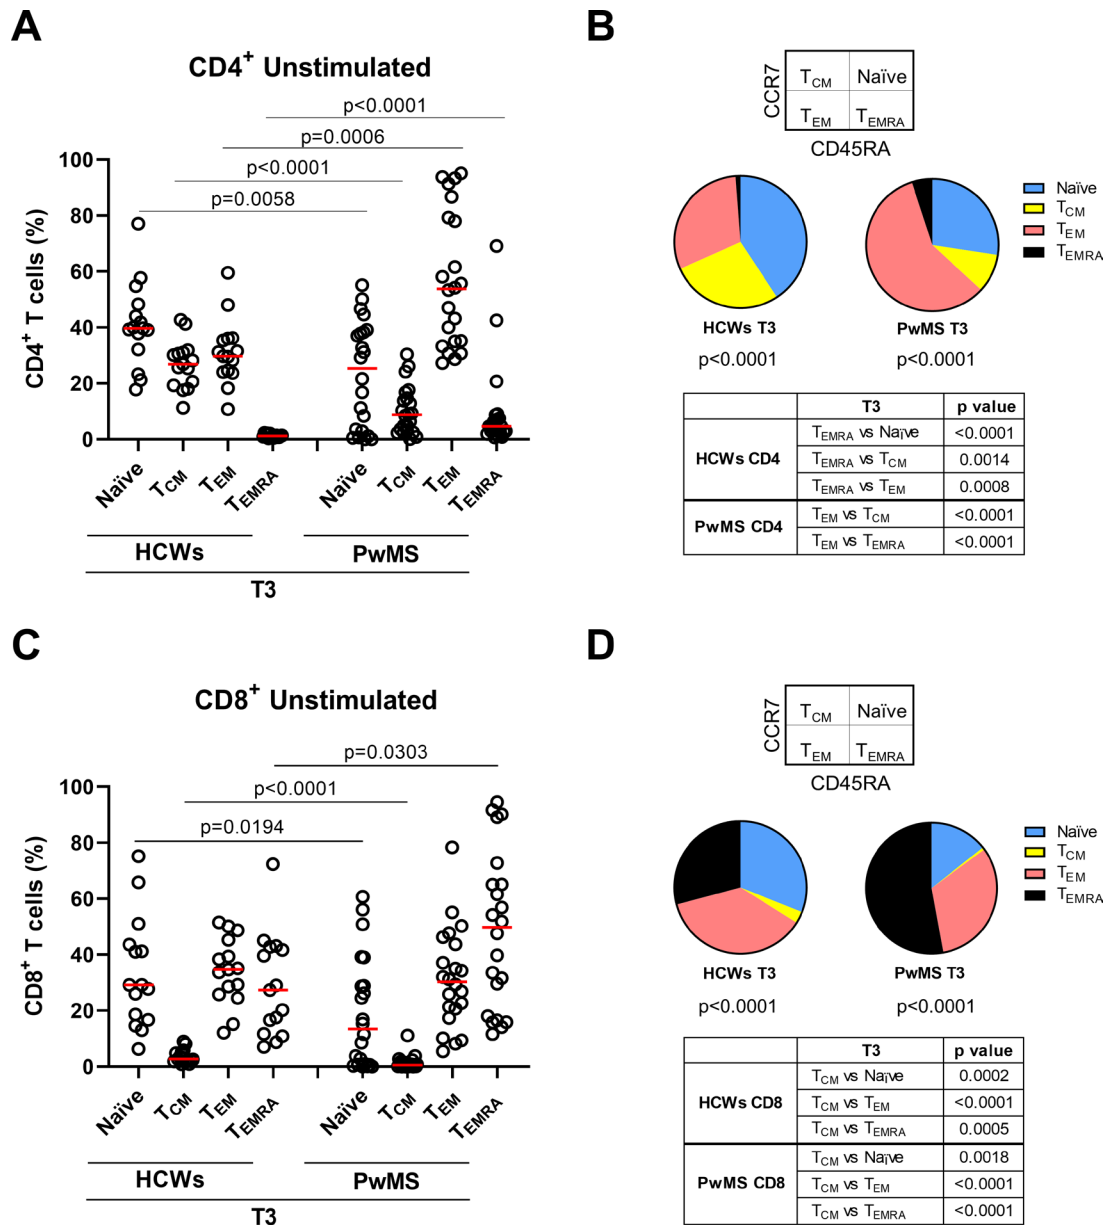 A
CD4+ Unstimulated
p<0.0001
p=0.0006
p<0.0001
p=0.0058
CD4+ T cells (%)
100
80
60
40
20
0
Naïve
TCM
TEM
TEMRA
Naïve
TCM
TEM
TEMRA
HCWs
PwMS
T3
B
CCR7
TCM
Naïve
TEM
TEMRA
CD45RA
Naïve
TCM
TEM
TEMRA
HCWs T3
PwMS T3
p<0.0001
p<0.0001
T3 p value
HCWs CD4
TEMRA vs Naïve <0.0001
TEMRA vs TCM 0.0014
TEMRA vs TEM 0.0008
PwMS CD4
TEM vs TCM <0.0001
TEM vs TEMRA <0.0001
C
CD8+ Unstimulated
p=0.0303
p<0.0001
p=0.0194
CD8+ T cells (%)
100
80
60
40
20
0
Naïve
TCM
TEM
TEMRA
Naïve
TCM
TEM
TEMRA
HCWs
PwMS
T3
D
CCR7
TCM
Naïve
TEM
TEMRA
CD45RA
Naïve
TCM
TEM
TEMRA
HCWs T3
PwMS T3
p<0.0001
p<0.0001
T3 p value
HCWs CD8
TCM vs Naïve 0.0002
TCM vs TEM <0.0001
TCM vs TEMRA 0.0005
PwMS CD8
TCM vs Naïve 0.0018
TCM vs TEM <0.0001
TCM vs TEMRA <0.0001